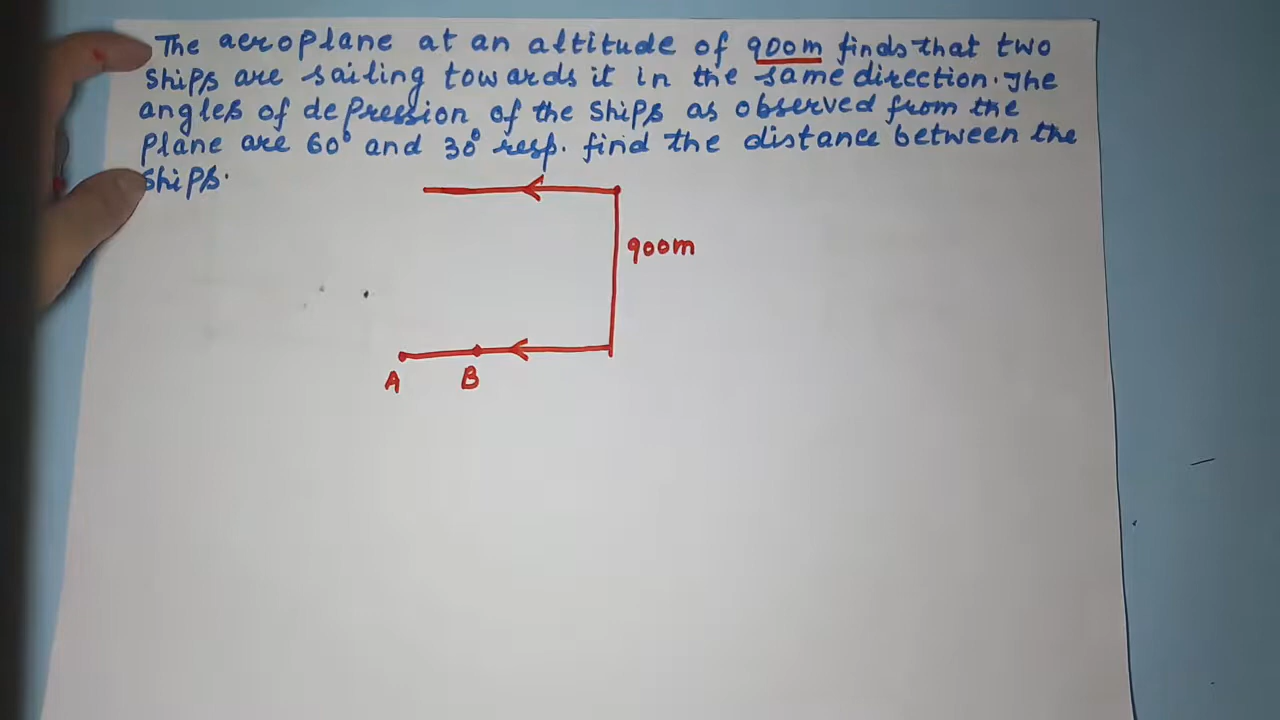 The aeroplane at an altitude of 900m finds that two
ships are sailing towards it in the same direction. The
angles of depression of the ships as observed from the
plane are 60° and 30° resp. find the distance between the
ships.
900m
A B